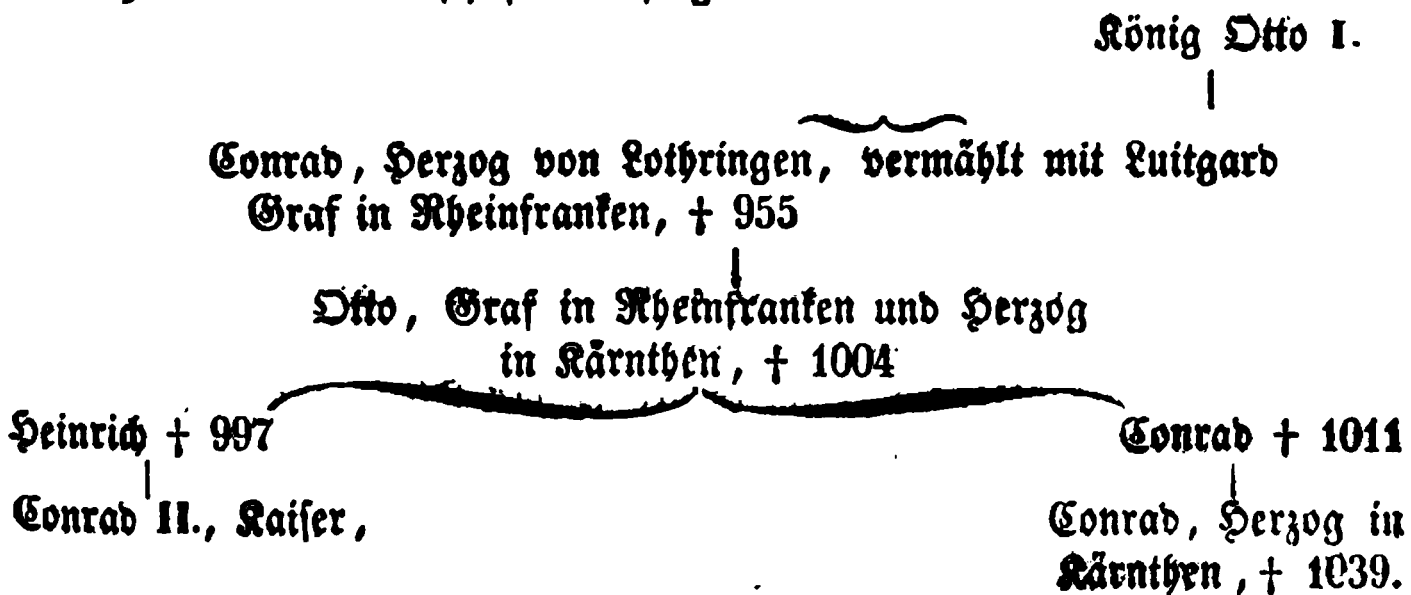 König Otto I.
Conrad, Herzog von Lothringen, vermählt mit Luitgard
Graf in Rheinfranken, † 955
Otto, Graf in Rheinfranken und Herzog
in Kärnthen, † 1004
Heinrich † 997
Conrad † 1011
Conrad II., Kaiser,
Conrad, Herzog in
Kärnthen, † 1039.